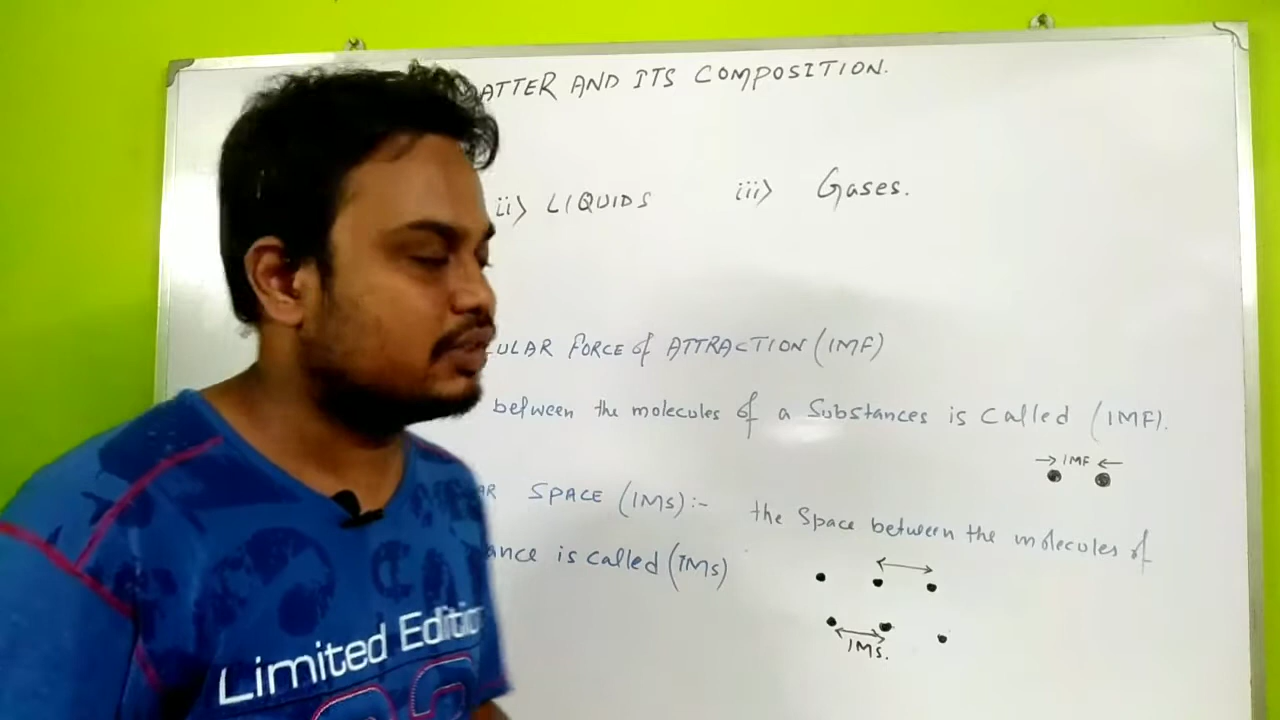 ATTER AND ITS COMPOSITION.
ii> LIQUIDS iii> Gases.
ULAR FORCE of ATTRACTION (IMF)
between the molecules of a Substances is called (IMF).
→ IMF ←
AR SPACE (IMS):- the Space between the molecules of
ance is called (IMs)
IMS.
Limited Edition